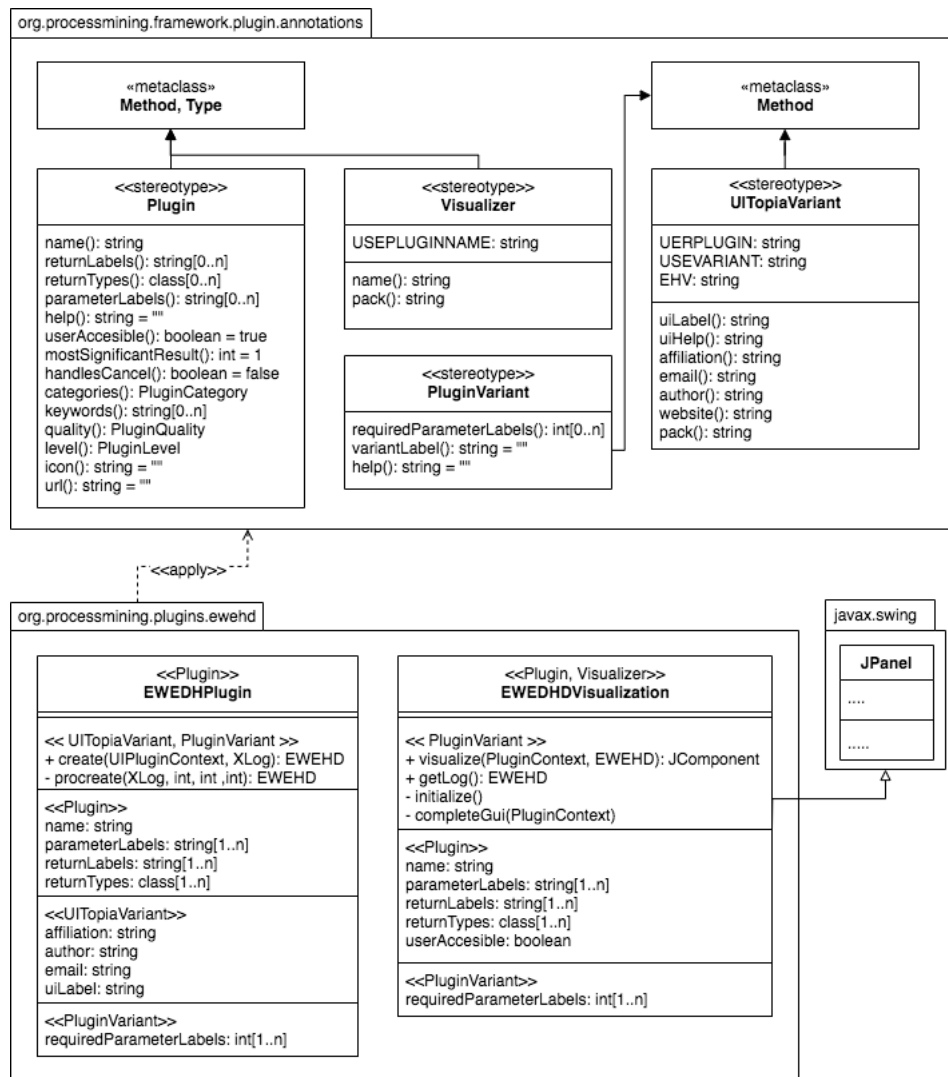 org.processmining.framework.plugin.annotations
«metaclass»
Method, Type
«metaclass»
Method
<<stereotype>>
Plugin
name(): string
returnLabels(): string[0..n]
returnTypes(): class[0..n]
parameterLabels(): string[0..n]
help(): string = ""
userAccesible(): boolean = true
mostSignificantResult(): int = 1
handlesCancel(): boolean = false
categories(): PluginCategory
keywords(): string[0..n]
quality(): PluginQuality
level(): PluginLevel
icon(): string = ""
url(): string = ""
<<stereotype>>
Visualizer
USEPLUGINNAME: string
name(): string
pack(): string
<<stereotype>>
PluginVariant
requiredParameterLabels(): int[0..n]
variantLabel(): string = ""
help(): string = ""
<<stereotype>>
UITopiaVariant
UERPLUGIN: string
USEVARIANT: string
EHV: string
uiLabel(): string
uiHelp(): string
affiliation(): string
email(): string
author(): string
website(): string
pack(): string
<<apply>>
org.processmining.plugins.ewehd
<<Plugin>>
EWEDHPlugin
<< UITopiaVariant, PluginVariant >>
+ create(UIPluginContext, XLog): EWEHD
- procreate(XLog, int, int ,int): EWEHD
<<Plugin>>
name: string
parameterLabels: string[1..n]
returnLabels: string[1..n]
returnTypes: class[1..n]
<<UITopiaVariant>>
affiliation: string
author: string
email: string
uiLabel: string
<<PluginVariant>>
requiredParameterLabels: int[1..n]
<<Plugin, Visualizer>>
EWEDHDVisualization
<< PluginVariant >>
+ visualize(PluginContext, EWEHD): JComponent
+ getLog(): EWEHD
- initialize()
- completeGui(PluginContext)
<<Plugin>>
name: string
parameterLabels: string[1..n]
returnLabels: string[1..n]
returnTypes: class[1..n]
userAccesible: boolean
<<PluginVariant>>
requiredParameterLabels: int[1..n]
javax.swing
JPanel
....
.....